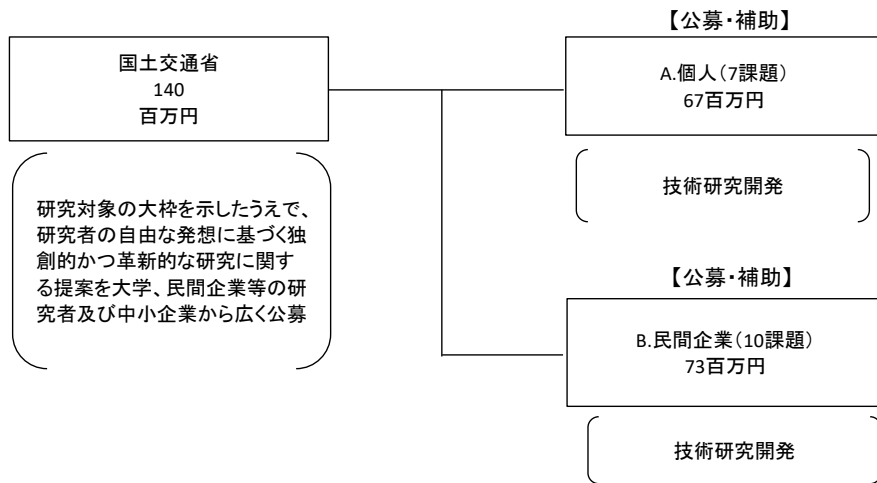 国土交通省
140
百万円
研究対象の大枠を示したうえで、
研究者の自由な発想に基づく独
創的かつ革新的な研究に関す
る提案を大学、民間企業等の研
究者及び中小企業から広く公募
【公募・補助】
A.個人（7課題）
67百万円
技術研究開発
【公募・補助】
B.民間企業（10課題）
73百万円
技術研究開発